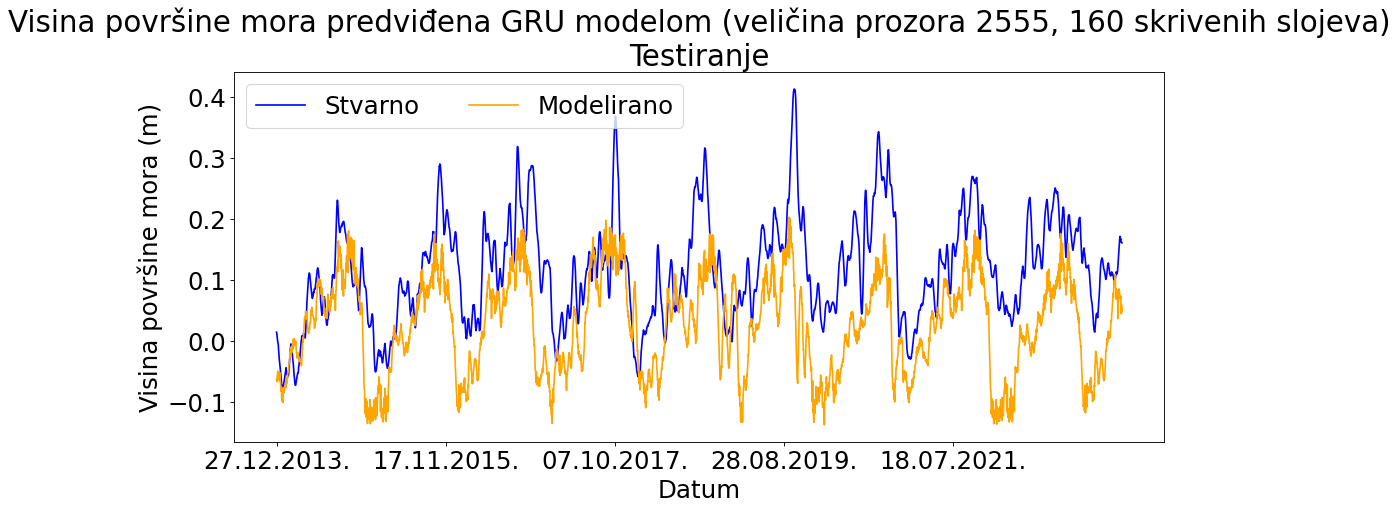 Visina površine mora predviđena GRU modelom (veličina prozora 2555, 160 skrivenih slojeva)
Testiranje
Stvarno
Modelirano
Visina površine mora (m)
0.4
0.3
0.2
0.1
0.0
−0.1
27.12.2013.
17.11.2015.
07.10.2017.
28.08.2019.
18.07.2021.
Datum